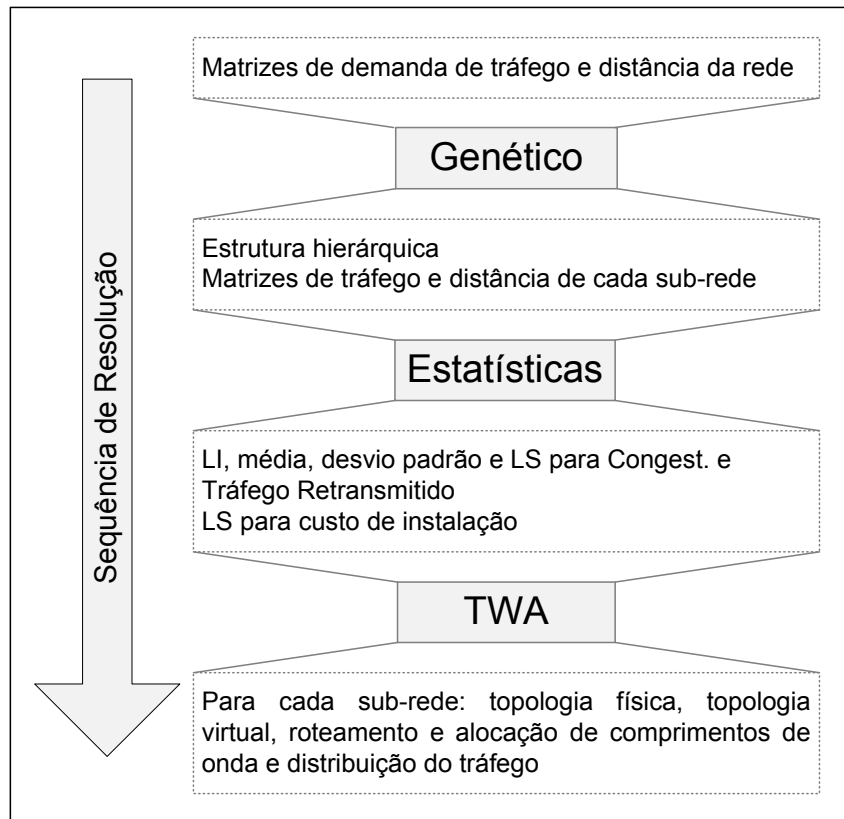 Matrizes de demanda de tráfego e distância da rede
Genético
Estrutura hierárquica
Matrizes de tráfego e distância de cada sub-rede
Estatísticas
LI, média, desvio padrão e LS para Congest. e
Tráfego Retransmitido
LS para custo de instalação
TWA
Para cada sub-rede: topologia física, topologia
virtual, roteamento e alocação de comprimentos de
onda e distribuição do tráfego
Sequência de Resolução